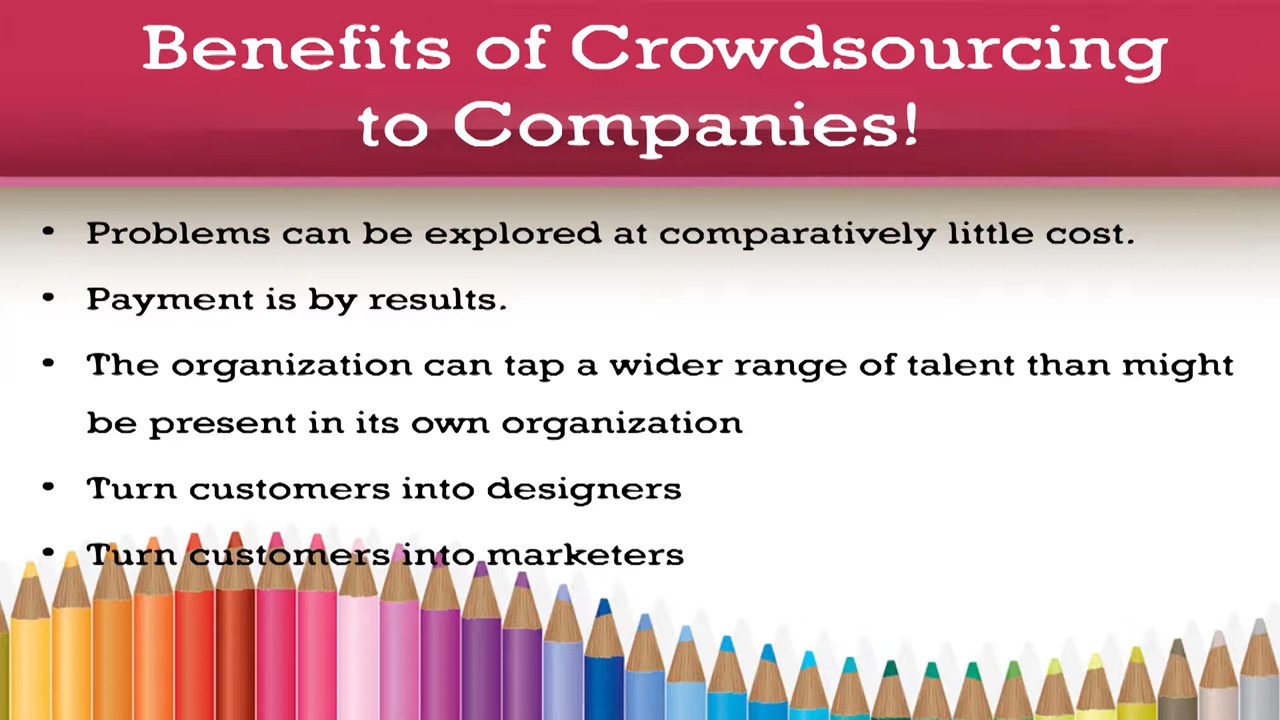 Benefits of Crowdsourcing
to Companies!
• Problems can be explored at comparatively little cost.
• Payment is by results.
• The organization can tap a wider range of talent than might
be present in its own organization
• Turn customers into designers
• Turn customers into marketers